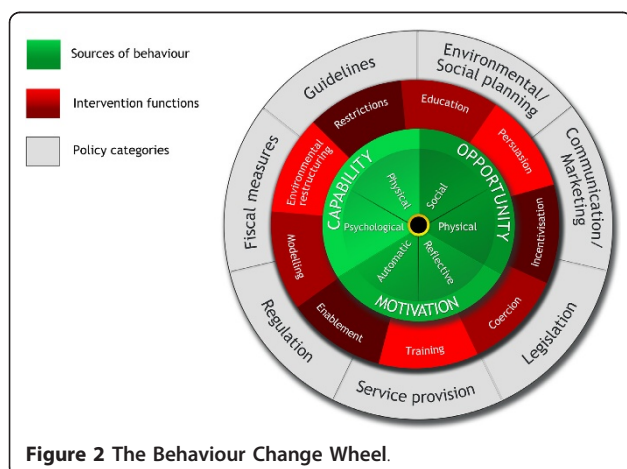 Sources of behaviour
Intervention functions
Policy categories
Guidelines
Environmental/
Social planning
Communication/
Marketing
Legislation
Service provision
Regulation
Fiscal measures
Restrictions
Education
Persuasion
Incentivisation
Coercion
Training
Enablement
Modelling
Environmental
restructuring
CAPABILITY
OPPORTUNITY
MOTIVATION
Physical
Social
Physical
Reflective
Automatic
Psychological
Figure 2 The Behaviour Change Wheel.